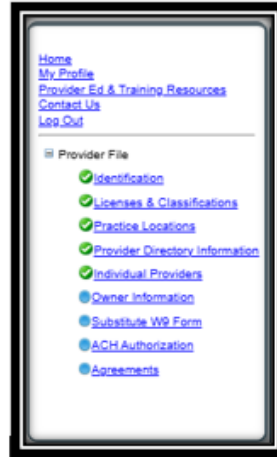 Home
My Profile
Provider Ed & Training Resources
Contact Us
Log Out
Provider File
Identification
Licenses & Classifications
Practice Locations
Provider Directory Information
Individual Providers
Owner Information
Substitute W9 Form
ACH Authorization
Agreements